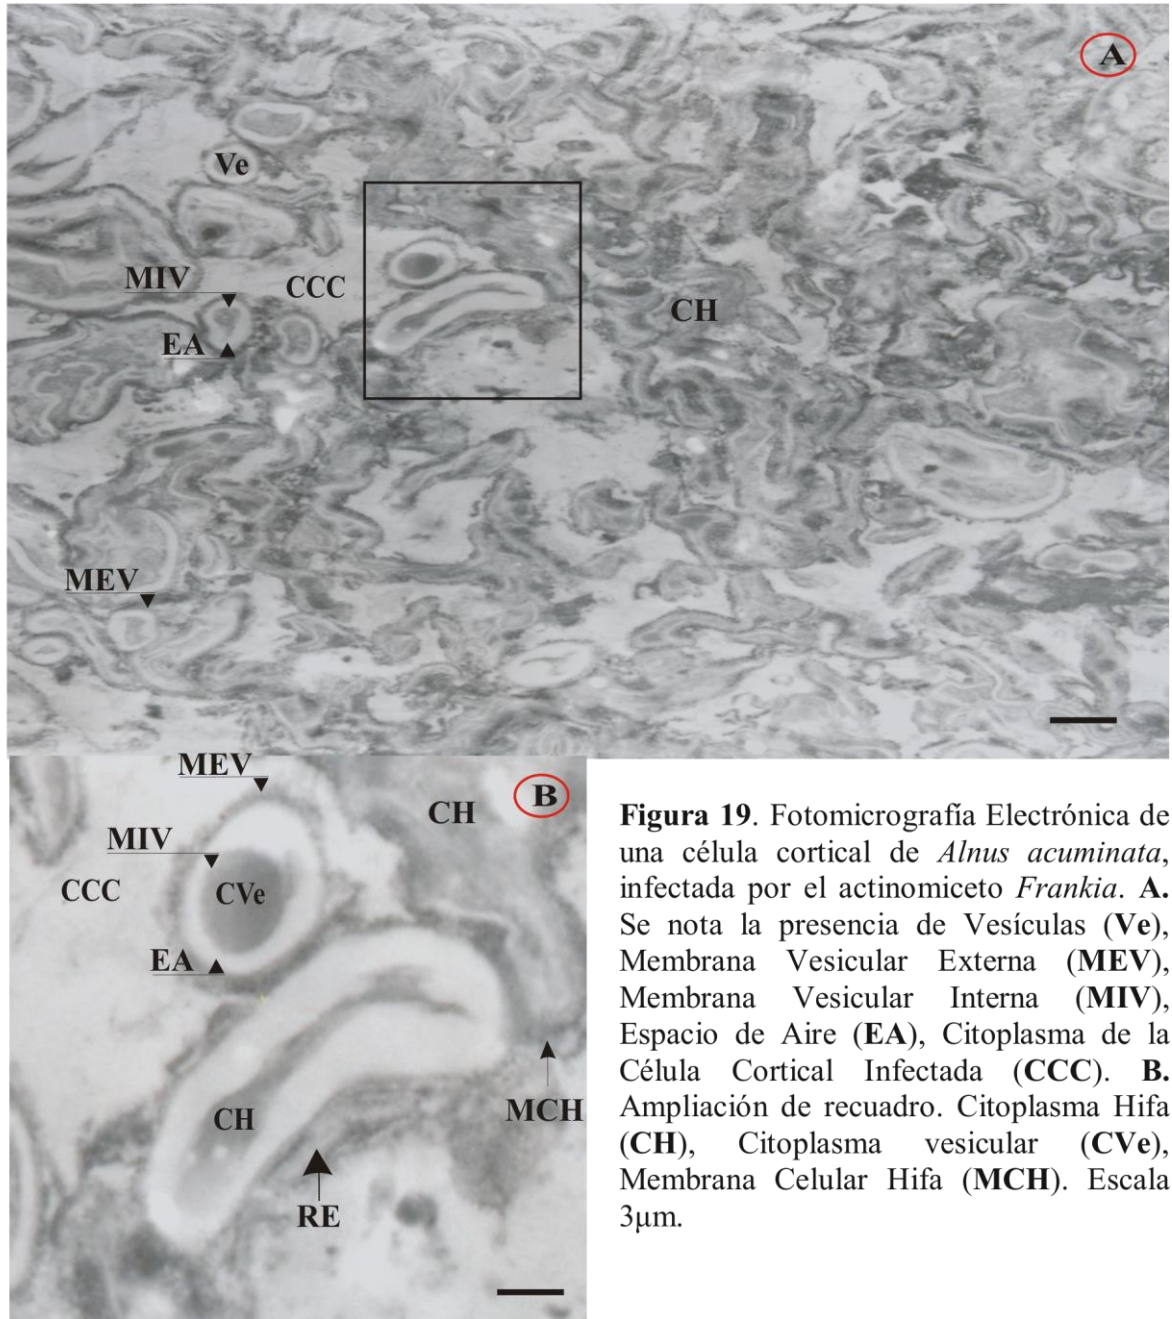 A
Ve
MIV
CCC
EA
CH
MEV
MEV
B
CH
MIV
CCC
CVe
EA
CH
MCH
RE
Figura 19. Fotomicrografía Electrónica de
una célula cortical de Alnus acuminata,
infectada por el actinomiceto Frankia. A.
Se nota la presencia de Vesículas (Ve),
Membrana Vesicular Externa (MEV),
Membrana Vesicular Interna (MIV),
Espacio de Aire (EA), Citoplasma de la
Célula Cortical Infectada (CCC). B.
Ampliación de recuadro. Citoplasma Hifa
(CH), Citoplasma vesicular (CVe),
Membrana Celular Hifa (MCH). Escala
3µm.